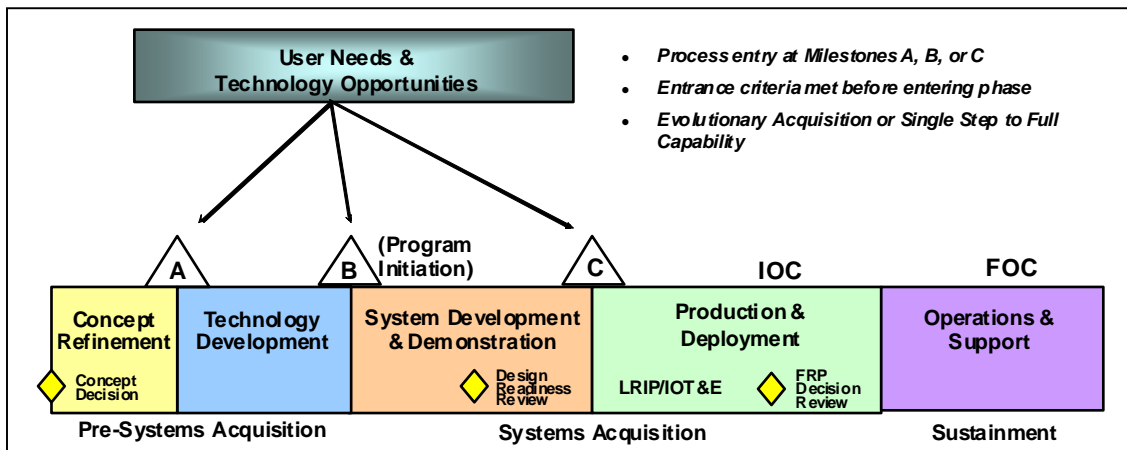 User Needs &
Technology Opportunities
• Process entry at Milestones A, B, or C
• Entrance criteria met before entering phase
• Evolutionary Acquisition or Single Step to Full
Capability
A
B
(Program
Initiation)
C
IOC
FOC
Concept
Refinement
Technology
Development
System Development
& Demonstration
Production &
Deployment
Operations &
Support
Concept
Decision
Design
Readiness
Review
LRIP/IOT&E
FRP
Decision
Review
Pre-Systems Acquisition
Systems Acquisition
Sustainment